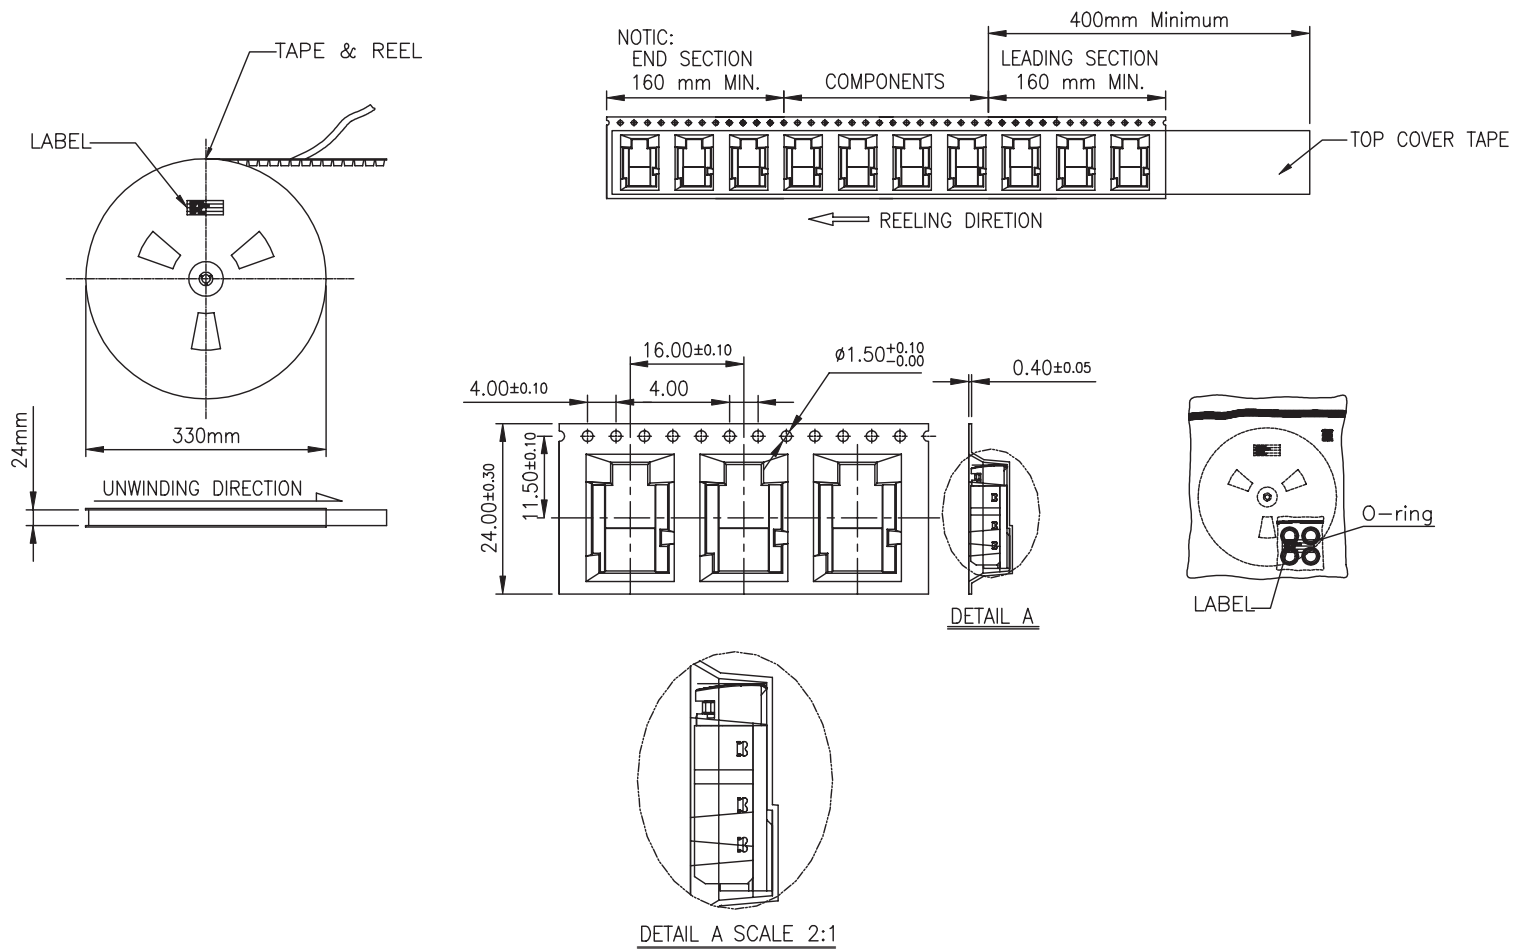 TAPE & REEL
LABEL
330mm
24mm
UNWINDING DIRECTION
400mm Minimum
NOTIC:
END SECTION
160 mm MIN.
COMPONENTS
LEADING SECTION
160 mm MIN.
TOP COVER TAPE
REELING DIRETION
16.00±0.10
ø1.50+0.10
-0.00
0.40±0.05
4.00±0.10
4.00
24.00±0.30
11.50±0.10
DETAIL A
O-ring
LABEL
DETAIL A SCALE 2:1